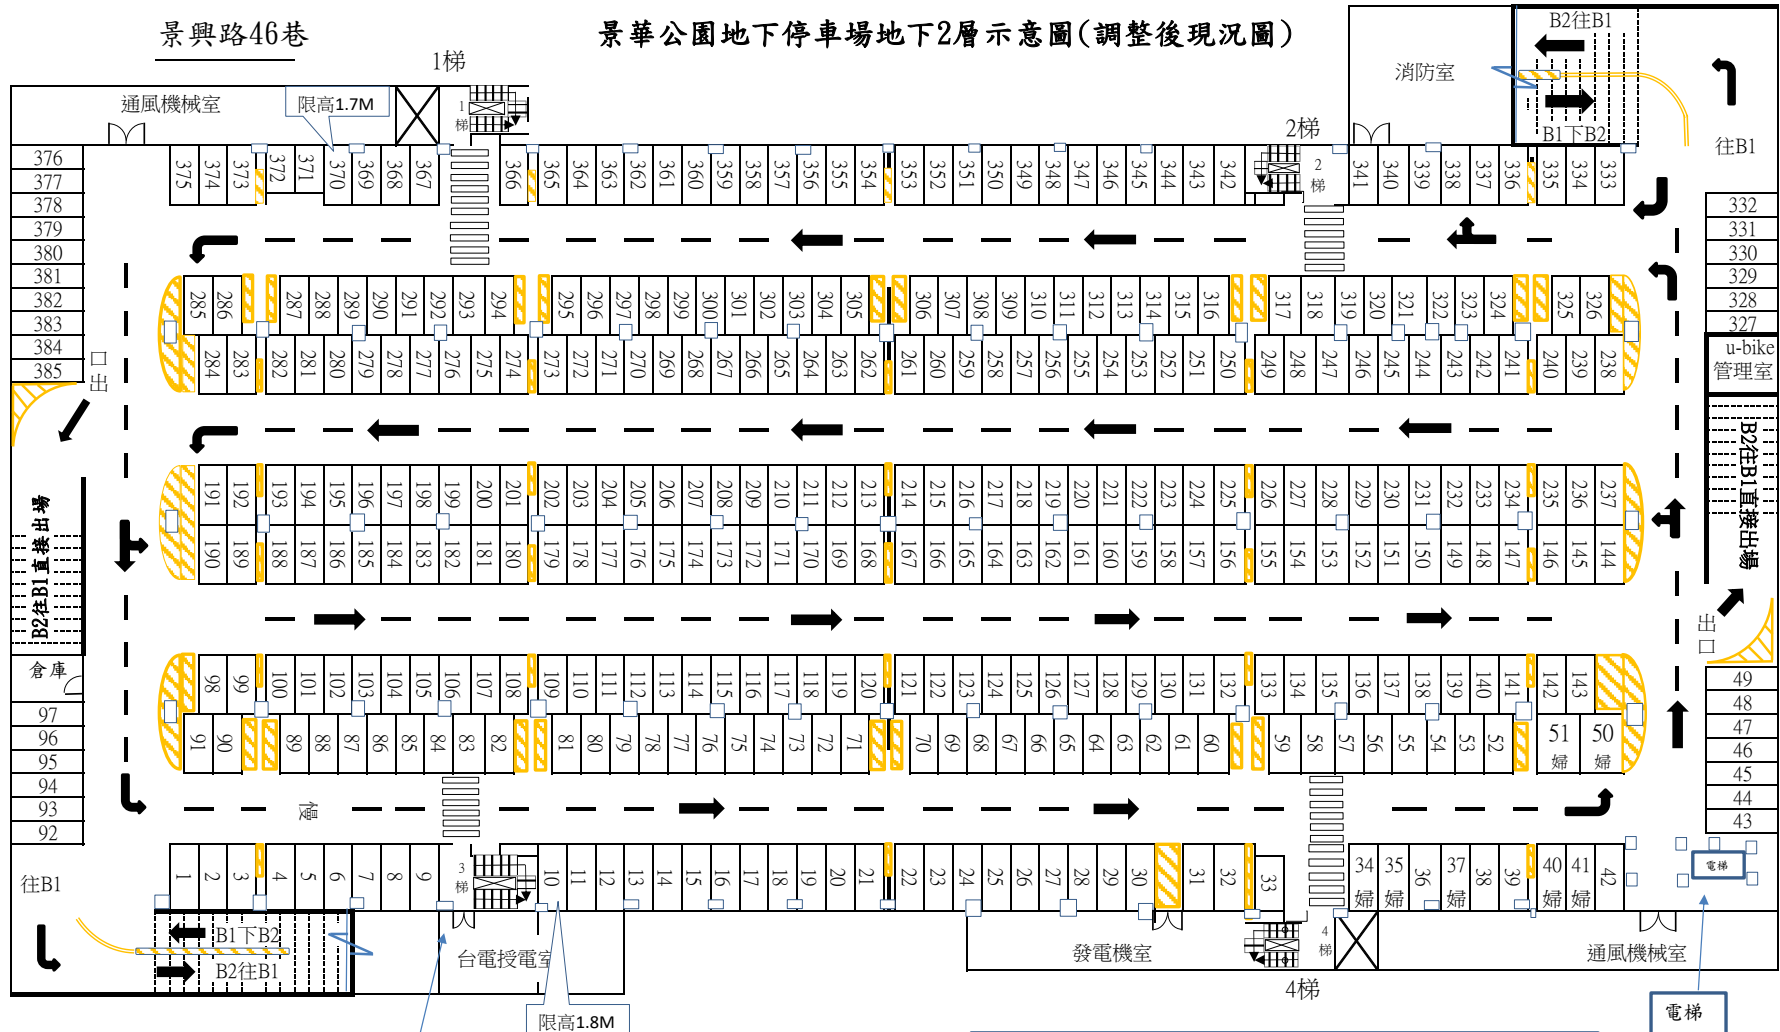 景興路46巷
景華公園地下停車場地下2層示意圖(調整後現況圖)
1梯
通風機械室
限高1.7M
1
梯
消防室
B2往B1
B1下B2
往B1
2梯
2
梯
376
377
378
379
380
381
382
383
384
385
375 374 373 372 371 370 369 368 367
366 365 364 363 362 361 360 359 358 357 356 355 354 353 352 351 350 349 348 347 346 345 344 343 342
341 340 339 338 337 336 335 334 333
332
331
330
329
328
327
285 286 287 288 289 290 291 292 293 294 295 296 297 298 299 300 301 302 303 304 305 306 307 308 309 310 311 312 313 314 315 316 317 318 319 320 321 322 323 324 325 326
284 283 282 281 280 279 278 277 276 275 274 273 272 271 270 269 268 267 266 265 264 263 262 261 260 259 258 257 256 255 254 253 252 251 250 249 248 247 246 245 244 243 242 241 240 239 238
u-bike
管理室
口
出
191 192 193 194 195 196 197 198 199 200 201 202 203 204 205 206 207 208 209 210 211 212 213 214 215 216 217 218 219 220 221 222 223 224 225 226 227 228 229 230 231 232 233 234 235 236 237
190 189 188 187 186 185 184 183 182 181 180 179 178 177 176 175 174 173 172 171 170 169 168 167 166 165 164 163 162 161 160 159 158 157 156 155 154 153 152 151 150 149 148 147 146 145 144
B2往B1直接出場
B2往B1直接出場
出
口
倉庫
97
96
95
94
93
92
98 99 100 101 102 103 104 105 106 107 108 109 110 111 112 113 114 115 116 117 118 119 120 121 122 123 124 125 126 127 128 129 130 131 132 133 134 135 136 137 138 139 140 141 142 143
91 90 89 88 87 86 85 84 83 82 81 80 79 78 77 76 75 74 73 72 71 70 69 68 67 66 65 64 63 62 61 60 59 58 57 56 55 54 53 52 51 50
婦 婦
49
48
47
46
45
44
43
慢
1 2 3 4 5 6 7 8 9
3
梯
10 11 12 13 14 15 16 17 18 19 20 21 22 23 24 25 26 27 28 29 30 31 32 33
34 35 36 37 38 39 40 41 42
婦 婦 婦 婦 婦
電梯
往B1
B1下B2
B2往B1
台電授電室
限高1.8M
發電機室
4
梯
4梯
通風機械室
電梯